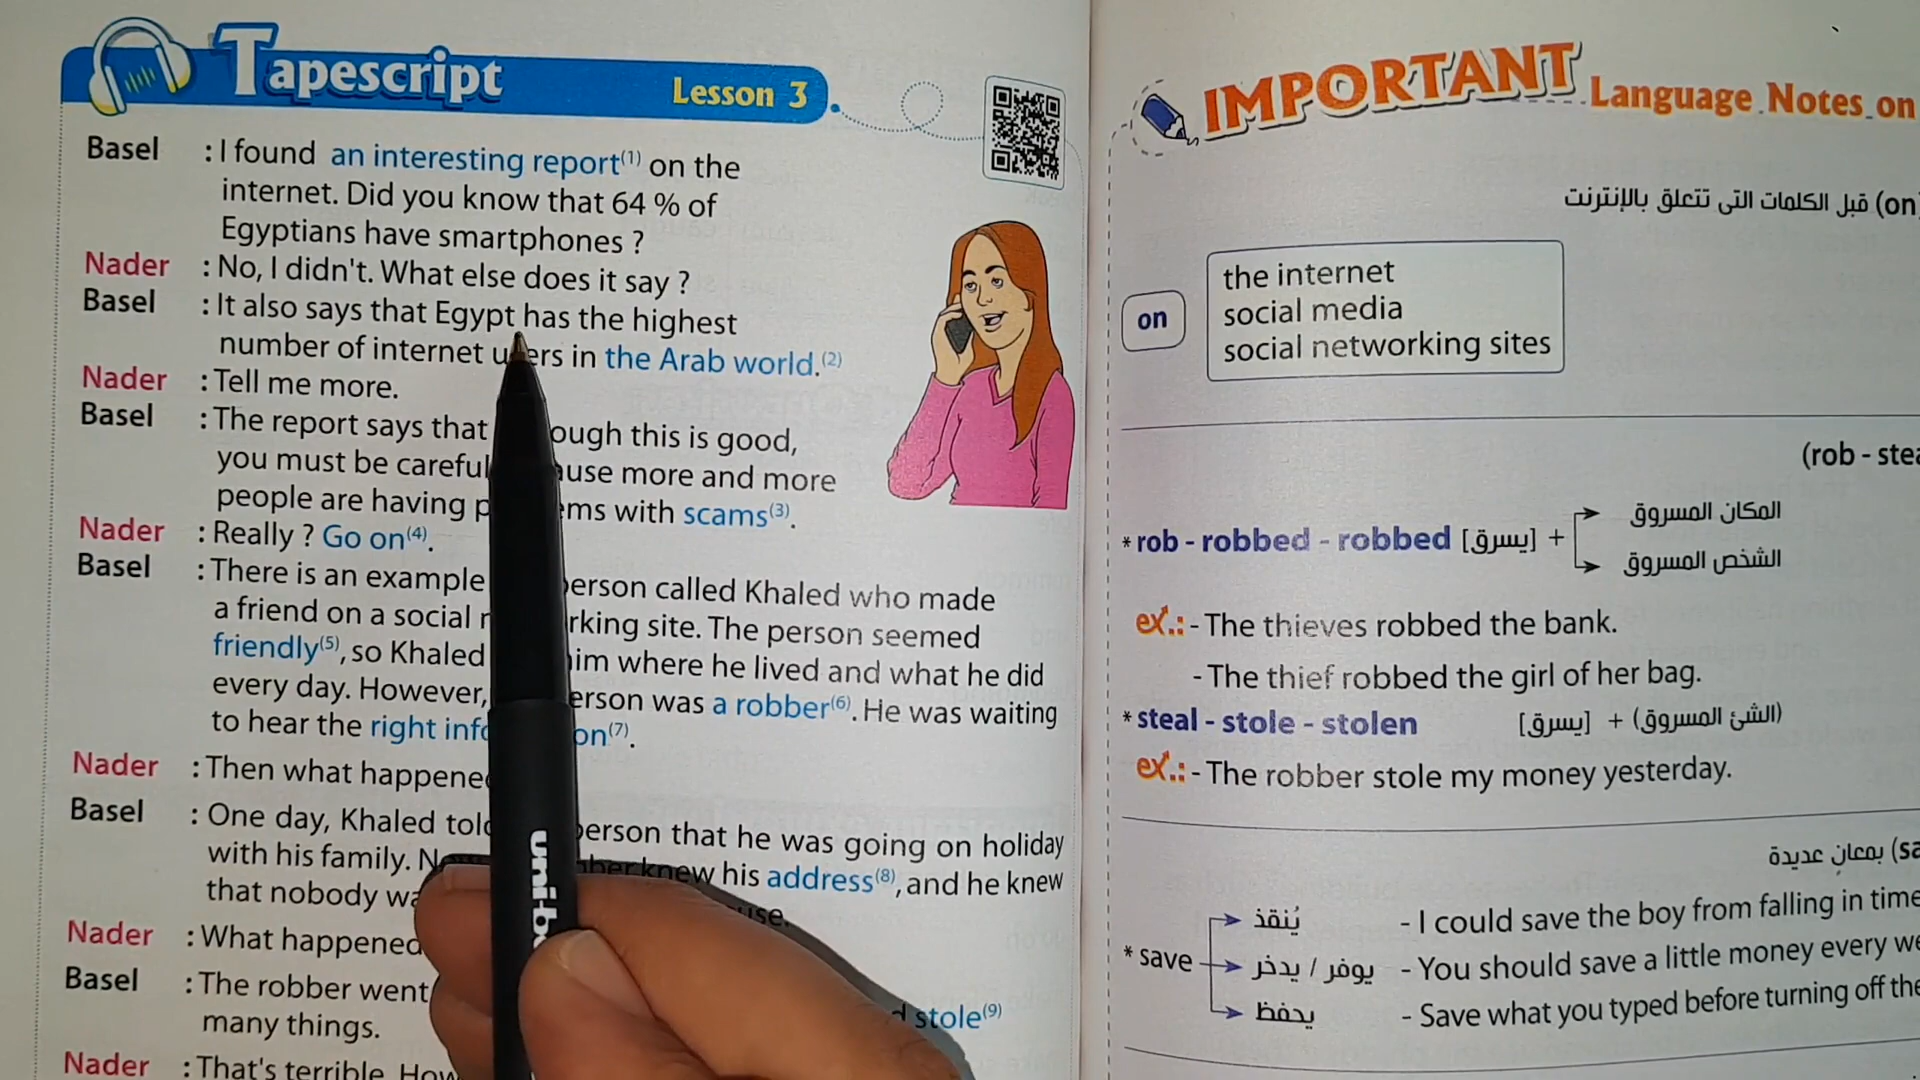 Tapescript Lesson 3
Basel : I found an interesting report(1) on the
internet. Did you know that 64 % of
Egyptians have smartphones ?
Nader : No, I didn't. What else does it say ?
Basel : It also says that Egypt has the highest
number of internet users in the Arab world.(2)
Nader : Tell me more.
Basel : The report says that ough this is good,
you must be careful ause more and more
people are having p ems with scams(3).
Nader : Really ? Go on(4).
Basel : There is an example erson called Khaled who made
a friend on a social n rking site. The person seemed
friendly(5), so Khaled im where he lived and what he did
every day. However, erson was a robber(6). He was waiting
to hear the right info on(7).
Nader : Then what happened
Basel : One day, Khaled told person that he was going on holiday
with his family. N ber knew his address(8), and he knew
that nobody wa use.
Nader : What happened
Basel : The robber went d stole(9)
many things.
Nader : That's terrible. How
IMPORTANT Language Notes on
(on) قبل الكلمات التى تتعلق بالإنترنت
on
the internet
social media
social networking sites
(rob - stea
* rob - robbed - robbed [يسرق] +
المكان المسروق
الشخص المسروق
ex.: - The thieves robbed the bank.
- The thief robbed the girl of her bag.
* steal - stole - stolen [يسرق] + (الشئ المسروق)
ex.: - The robber stole my money yesterday.
(sa بمعانٍ عديدة
* save
يُنقذ - I could save the boy from falling in time
يوفر / يدخر - You should save a little money every we
يحفظ - Save what you typed before turning off the
uni-b